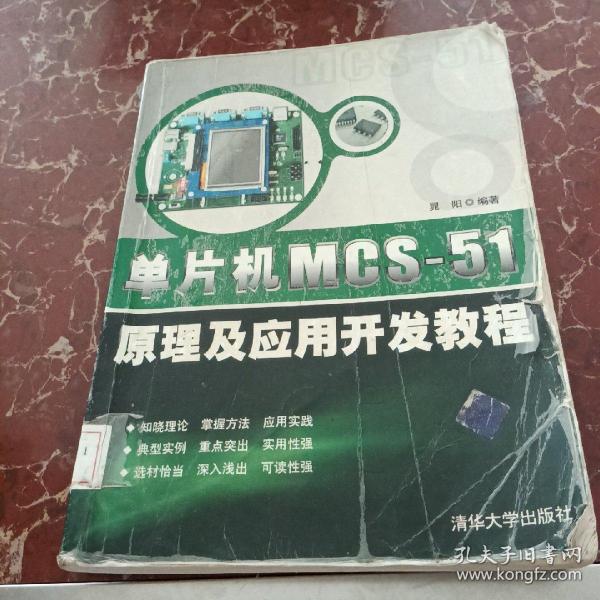 MCS-51
晁 阳 编著
单片机MCS-51
原理及应用开发教程
知晓理论 掌握方法 应用实践
典型实例 重点突出 实用性强
选材恰当 深入浅出 可读性强
清华大学出版社
孔夫子旧书网
www.kongfz.com